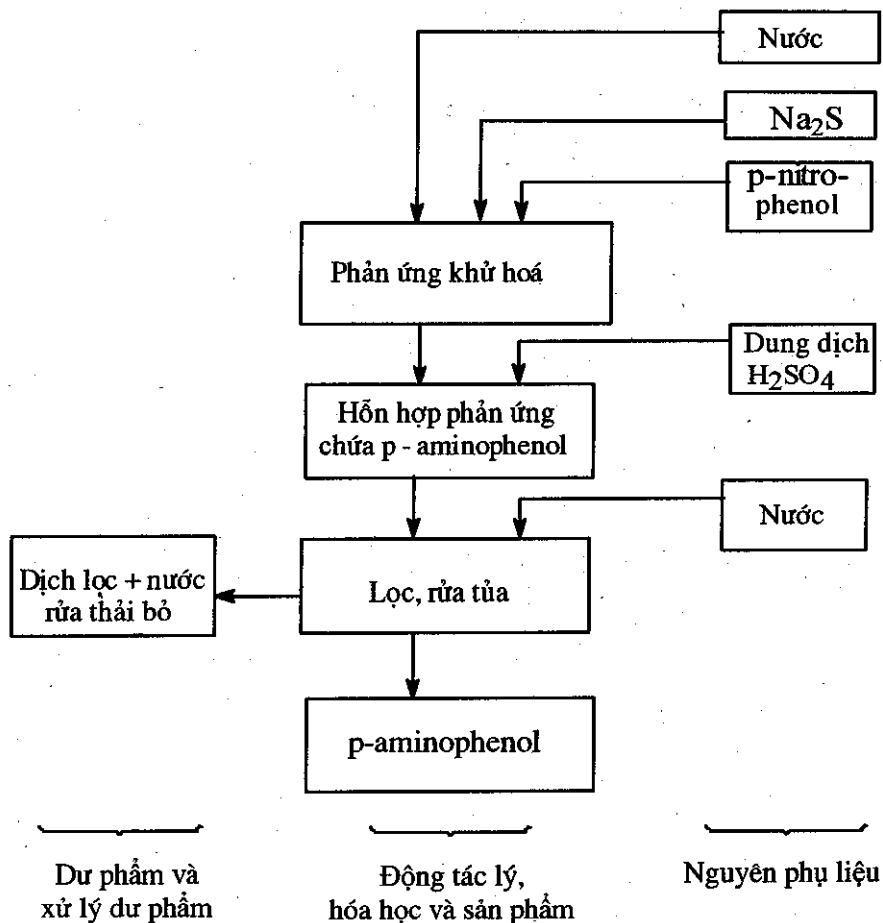 Nước
Na₂S
p-nitro-
phenol
Phản ứng khử hoá
Dung dịch
H₂SO₄
Hỗn hợp phản ứng
chứa p - aminophenol
Nước
Dịch lọc + nước
rửa thải bỏ
Lọc, rửa tủa
p-aminophenol
Dư phẩm và
xử lý dư phẩm
Động tác lý,
hóa học và sản phẩm
Nguyên phụ liệu